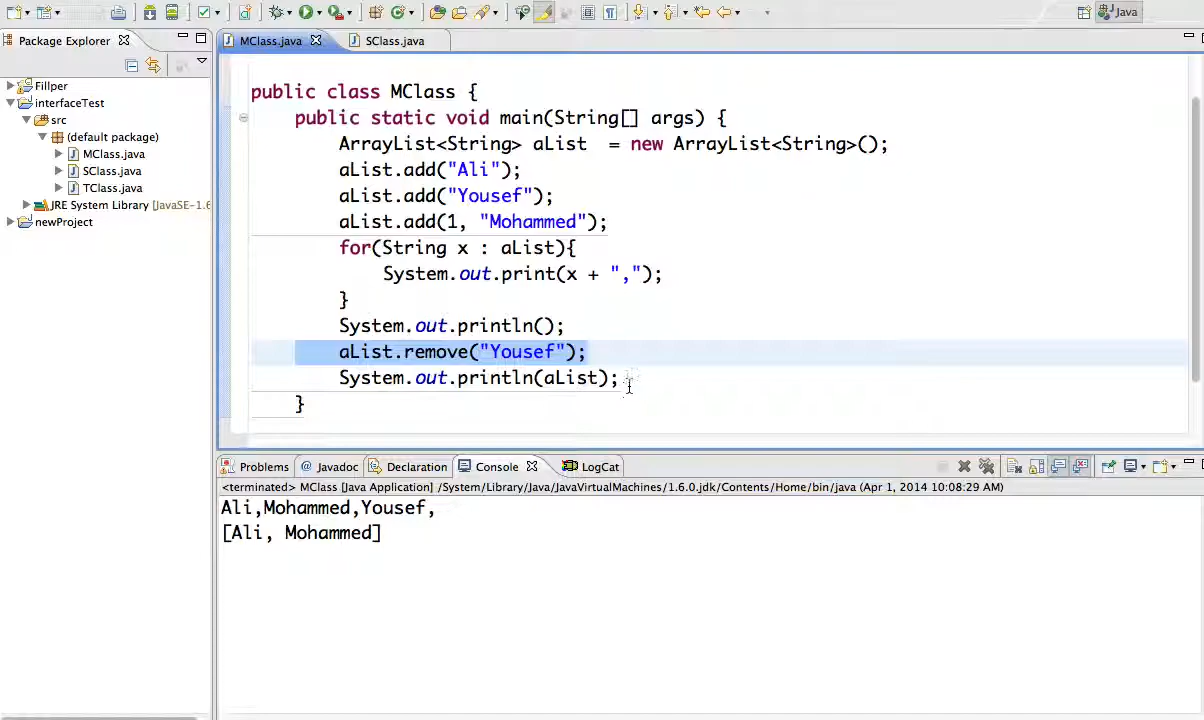 Java
Package Explorer
MClass.java
SClass.java
Fillper
interfaceTest
src
(default package)
MClass.java
SClass.java
TClass.java
JRE System Library [JavaSE-1.6
newProject
public class MClass {
public static void main(String[] args) {
ArrayList<String> aList  = new ArrayList<String>();
aList.add("Ali");
aList.add("Yousef");
aList.add(1, "Mohammed");
for(String x : aList){
System.out.print(x + ",");
}
System.out.println();
aList.remove("Yousef");
System.out.println(aList);
}
Problems
@ Javadoc
Declaration
Console
LogCat
<terminated> MClass [Java Application] /System/Library/Java/JavaVirtualMachines/1.6.0.jdk/Contents/Home/bin/java (Apr 1, 2014 10:08:29 AM)
Ali,Mohammed,Yousef,
[Ali, Mohammed]